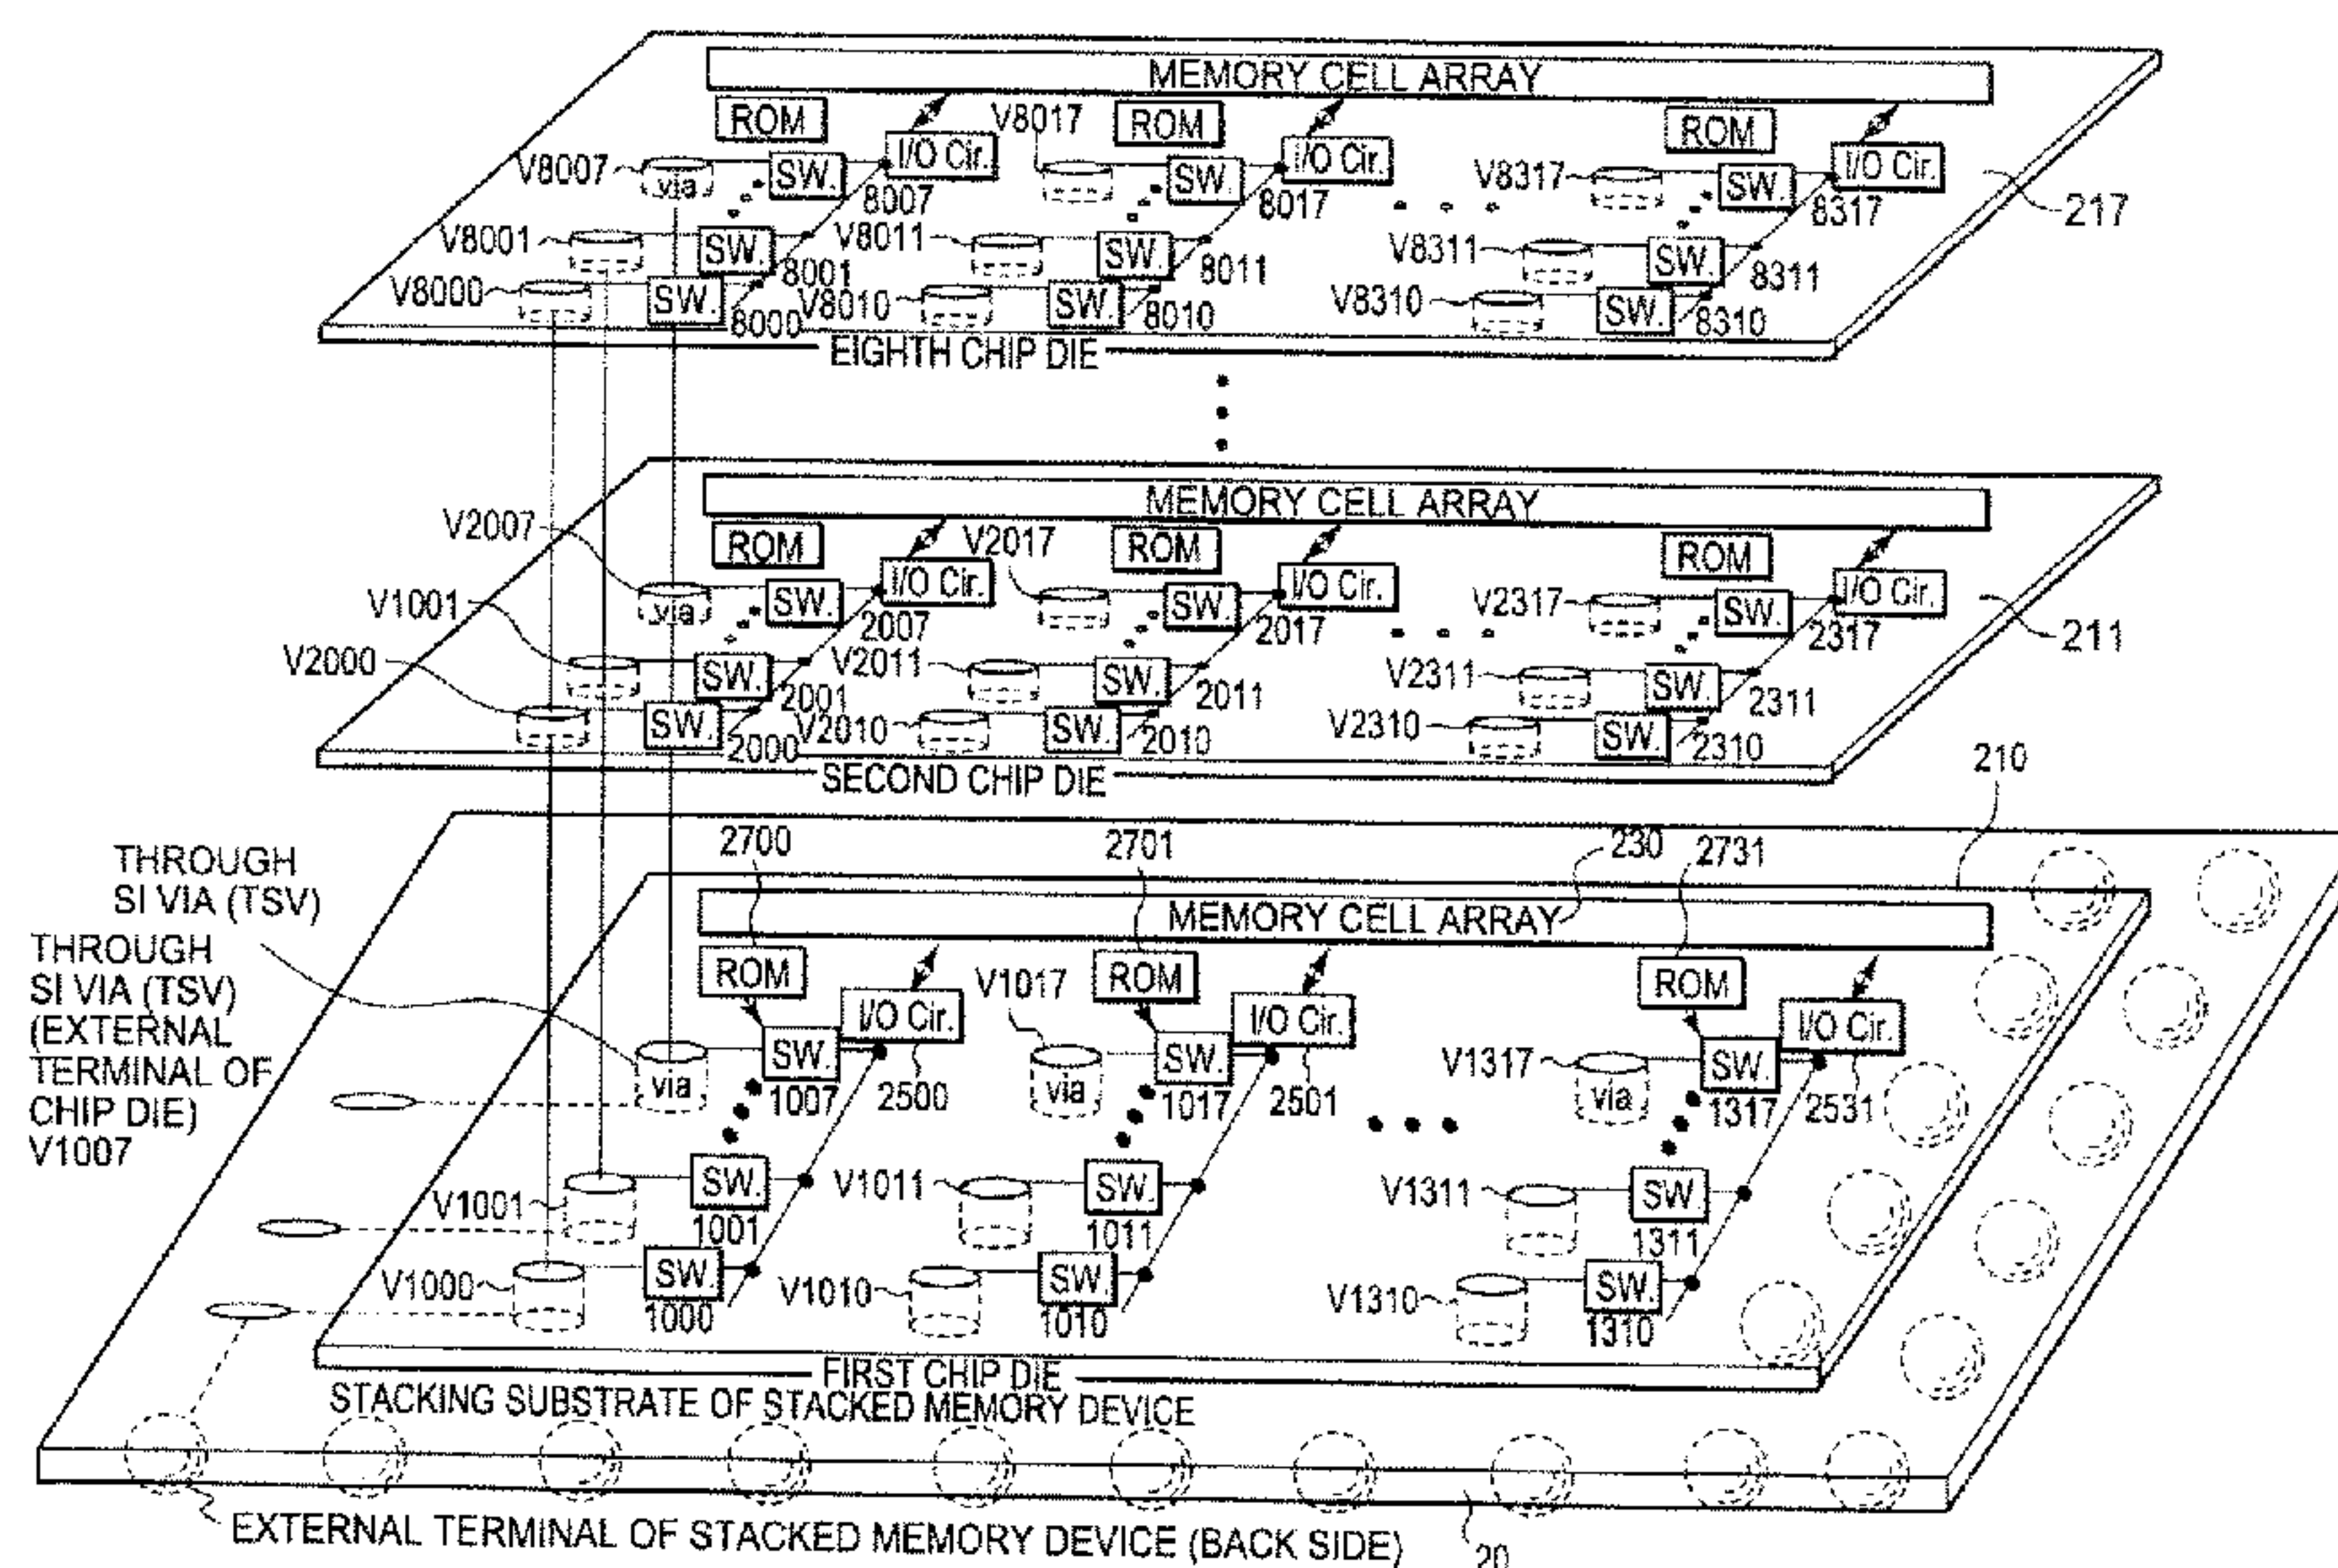 MEMORY CELL ARRAY
ROM V8017 ROM ROM
V8007 via SW. I/O Cir. SW. I/O Cir. V8317 SW. I/O Cir.
8007 8017 8317 217
V8001 SW. V8011 SW. V8311 SW.
8001 8011 8311
V8000 SW. V8010 SW. V8310 SW.
8000 8010 8310
EIGHTH CHIP DIE
MEMORY CELL ARRAY
V2007 ROM V2017 ROM ROM
via SW. I/O Cir. SW. I/O Cir. V2317 SW. I/O Cir.
V1001 2007 2017 2317 211
V2000 SW. V2011 SW. V2311 SW.
2001 2011 2311
SW. V2010 SW. V2310 SW.
2000 2010 2310
SECOND CHIP DIE
210
2700 2701 230 2731
THROUGH
SI VIA (TSV)
MEMORY CELL ARRAY
THROUGH
SI VIA (TSV)
(EXTERNAL
TERMINAL OF
CHIP DIE)
V1007
ROM V1017 ROM ROM
I/O Cir. I/O Cir. I/O Cir.
via SW. via SW. V1317 via SW.
1007 2500 1017 2501 1317 2531
V1001 SW. V1011 SW. V1311 SW.
1001 1011 1311
V1000 SW. V1010 SW. V1310 SW.
1000 1010 1310
FIRST CHIP DIE
STACKING SUBSTRATE OF STACKED MEMORY DEVICE
EXTERNAL TERMINAL OF STACKED MEMORY DEVICE (BACK SIDE)
20